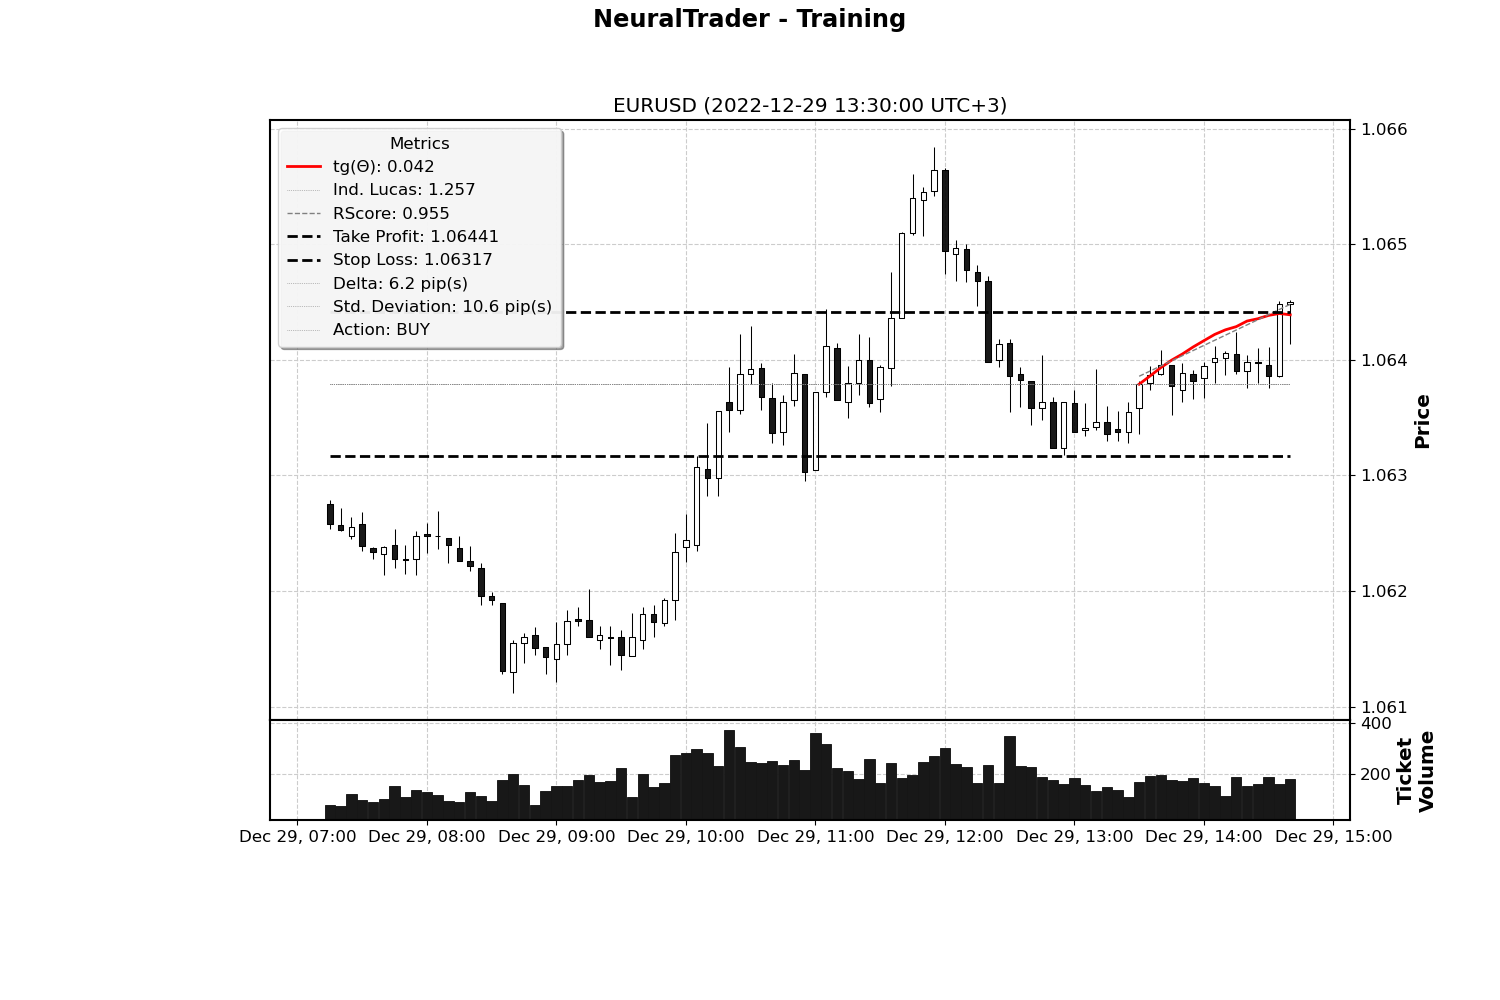 NeuralTrader - Training
EURUSD (2022-12-29 13:30:00 UTC+3)
Metrics
tg(Θ): 0.042
Ind. Lucas: 1.257
RScore: 0.955
Take Profit: 1.06441
Stop Loss: 1.06317
Delta: 6.2 pip(s)
Std. Deviation: 10.6 pip(s)
Action: BUY
1.066
1.065
1.064
1.063
1.062
1.061
Price
400
200
Ticket
Volume
Dec 29, 07:00 Dec 29, 08:00 Dec 29, 09:00 Dec 29, 10:00 Dec 29, 11:00 Dec 29, 12:00 Dec 29, 13:00 Dec 29, 14:00 Dec 29, 15:00